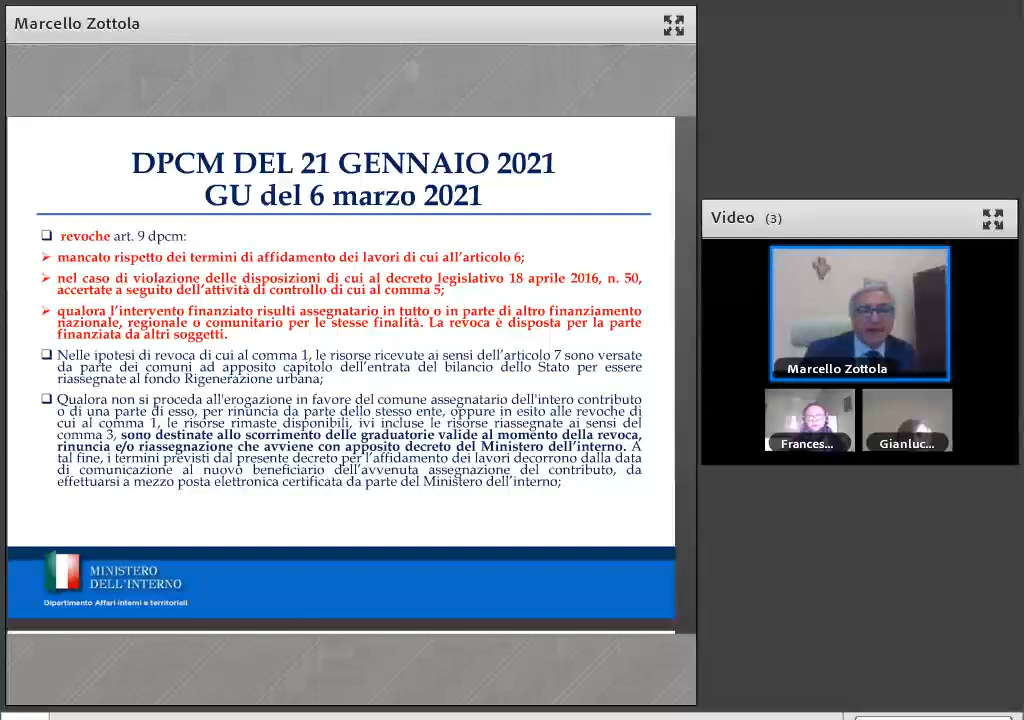 Marcello Zottola
DPCM DEL 21 GENNAIO 2021
GU del 6 marzo 2021
revoche art. 9 dpcm:
mancato rispetto dei termini di affidamento dei lavori di cui all'articolo 6;
nel caso di violazione delle disposizioni di cui al decreto legislativo 18 aprile 2016, n. 50,
accertate a seguito dell'attività di controllo di cui al comma 5;
qualora l'intervento finanziato risulti assegnatario in tutto o in parte di altro finanziamento
nazionale, regionale o comunitario per le stesse finalità. La revoca è disposta per la parte
finanziata da altri soggetti.
Nelle ipotesi di revoca di cui al comma 1, le risorse ricevute ai sensi dell'articolo 7 sono versate
da parte dei comuni ad apposito capitolo dell'entrata del bilancio dello Stato per essere
riassegnate al fondo Rigenerazione urbana;
Qualora non si proceda all'erogazione in favore del comune assegnatario dell'intero contributo
o di una parte di esso, per rinuncia da parte dello stesso ente, oppure in esito alle revoche di
cui al comma 1, le risorse rimaste disponibili, ivi incluse le risorse riassegnate ai sensi del
comma 3, sono destinate allo scorrimento delle graduatorie valide al momento della revoca,
rinuncia e/o riassegnazione che avviene con apposito decreto del Ministero dell'interno. A
tal fine, i termini previsti dal presente decreto per l'affidamento dei lavori decorrono dalla data
di comunicazione al nuovo beneficiario dell'avvenuta assegnazione del contributo, da
effettuarsi a mezzo posta elettronica certificata da parte del Ministero dell'interno;
MINISTERO
DELL'INTERNO
Dipartimento Affari interni e territoriali
Video (3)
Marcello Zottola
Frances...
Gianluc...